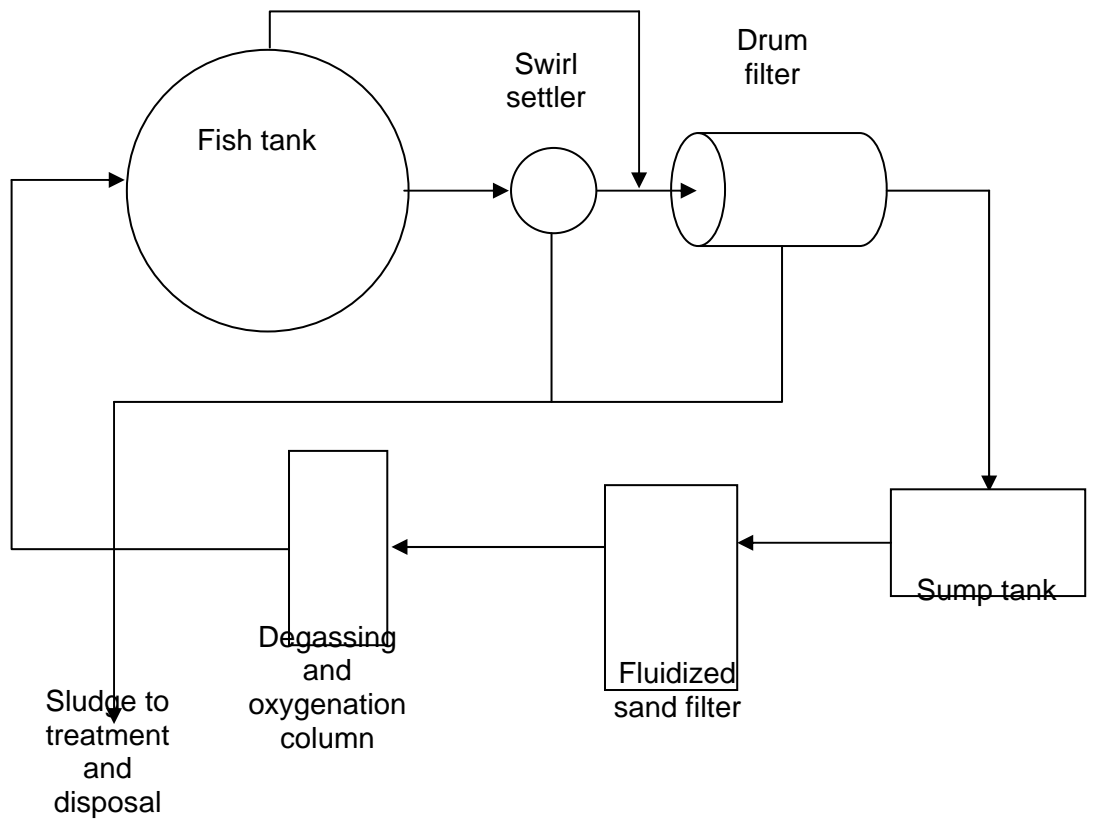 Drum
filter
Swirl
settler
Fish tank
Sump tank
Degassing
and
oxygenation
column
Fluidized
sand filter
Sludge to
treatment
and
disposal